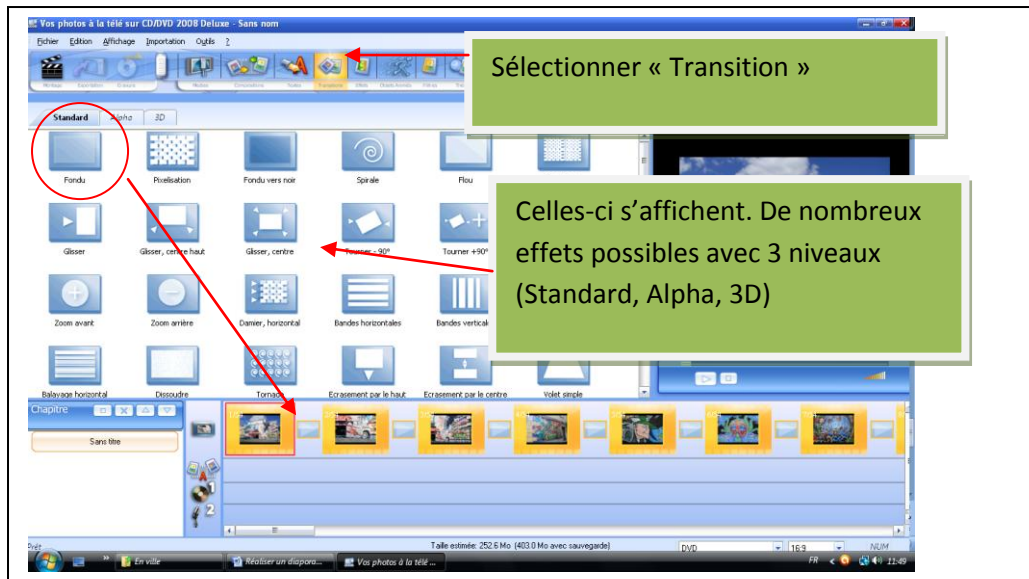 Vos photos à la télé sur CD/DVD 2008 Deluxe - Sans nom
Fichier Edition Affichage Importation Outils ?
Sélectionner « Transition »
Standard Alpha 3D
Fondu Pixelisation Fondu vers noir Spirale Flou
Celles-ci s'affichent. De nombreux
effets possibles avec 3 niveaux
(Standard, Alpha, 3D)
Glisser Glisser, centre haut Glisser, centre Tourner - 90° Tourner +90°
Zoom avant Zoom arrière Damier, horizontal Bandes horizontales Bandes vertical
Balayage horizontal Dissoudre Tornade Ecrasement par le haut Ecrasement par le centre Volet simple
Chapitre
Sans titre
1
2
Prêt Taille estimée: 252.6 Mo (403.0 Mo avec sauvegarde) DVD 16:9 NUM
En ville Réaliser un diapora... Vos photos à la télé ... FR 11:49